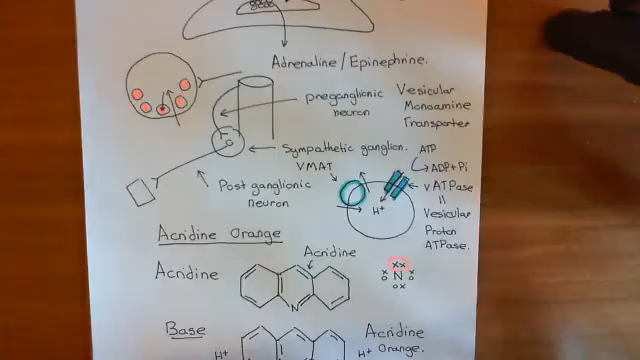 Adrenaline / Epinephrine.
preganglionic
neuron
Vesicular
Monoamine
Transporter
Sympathetic ganglion.
VMAT
ATP
ADP+Pi
vATPase
H+
Vesicular
Proton
ATPase.
Post ganglionic
neuron
Acridine Orange
Acridine
Acridine
N
N
Base
Acridine
Orange.
H+
H+